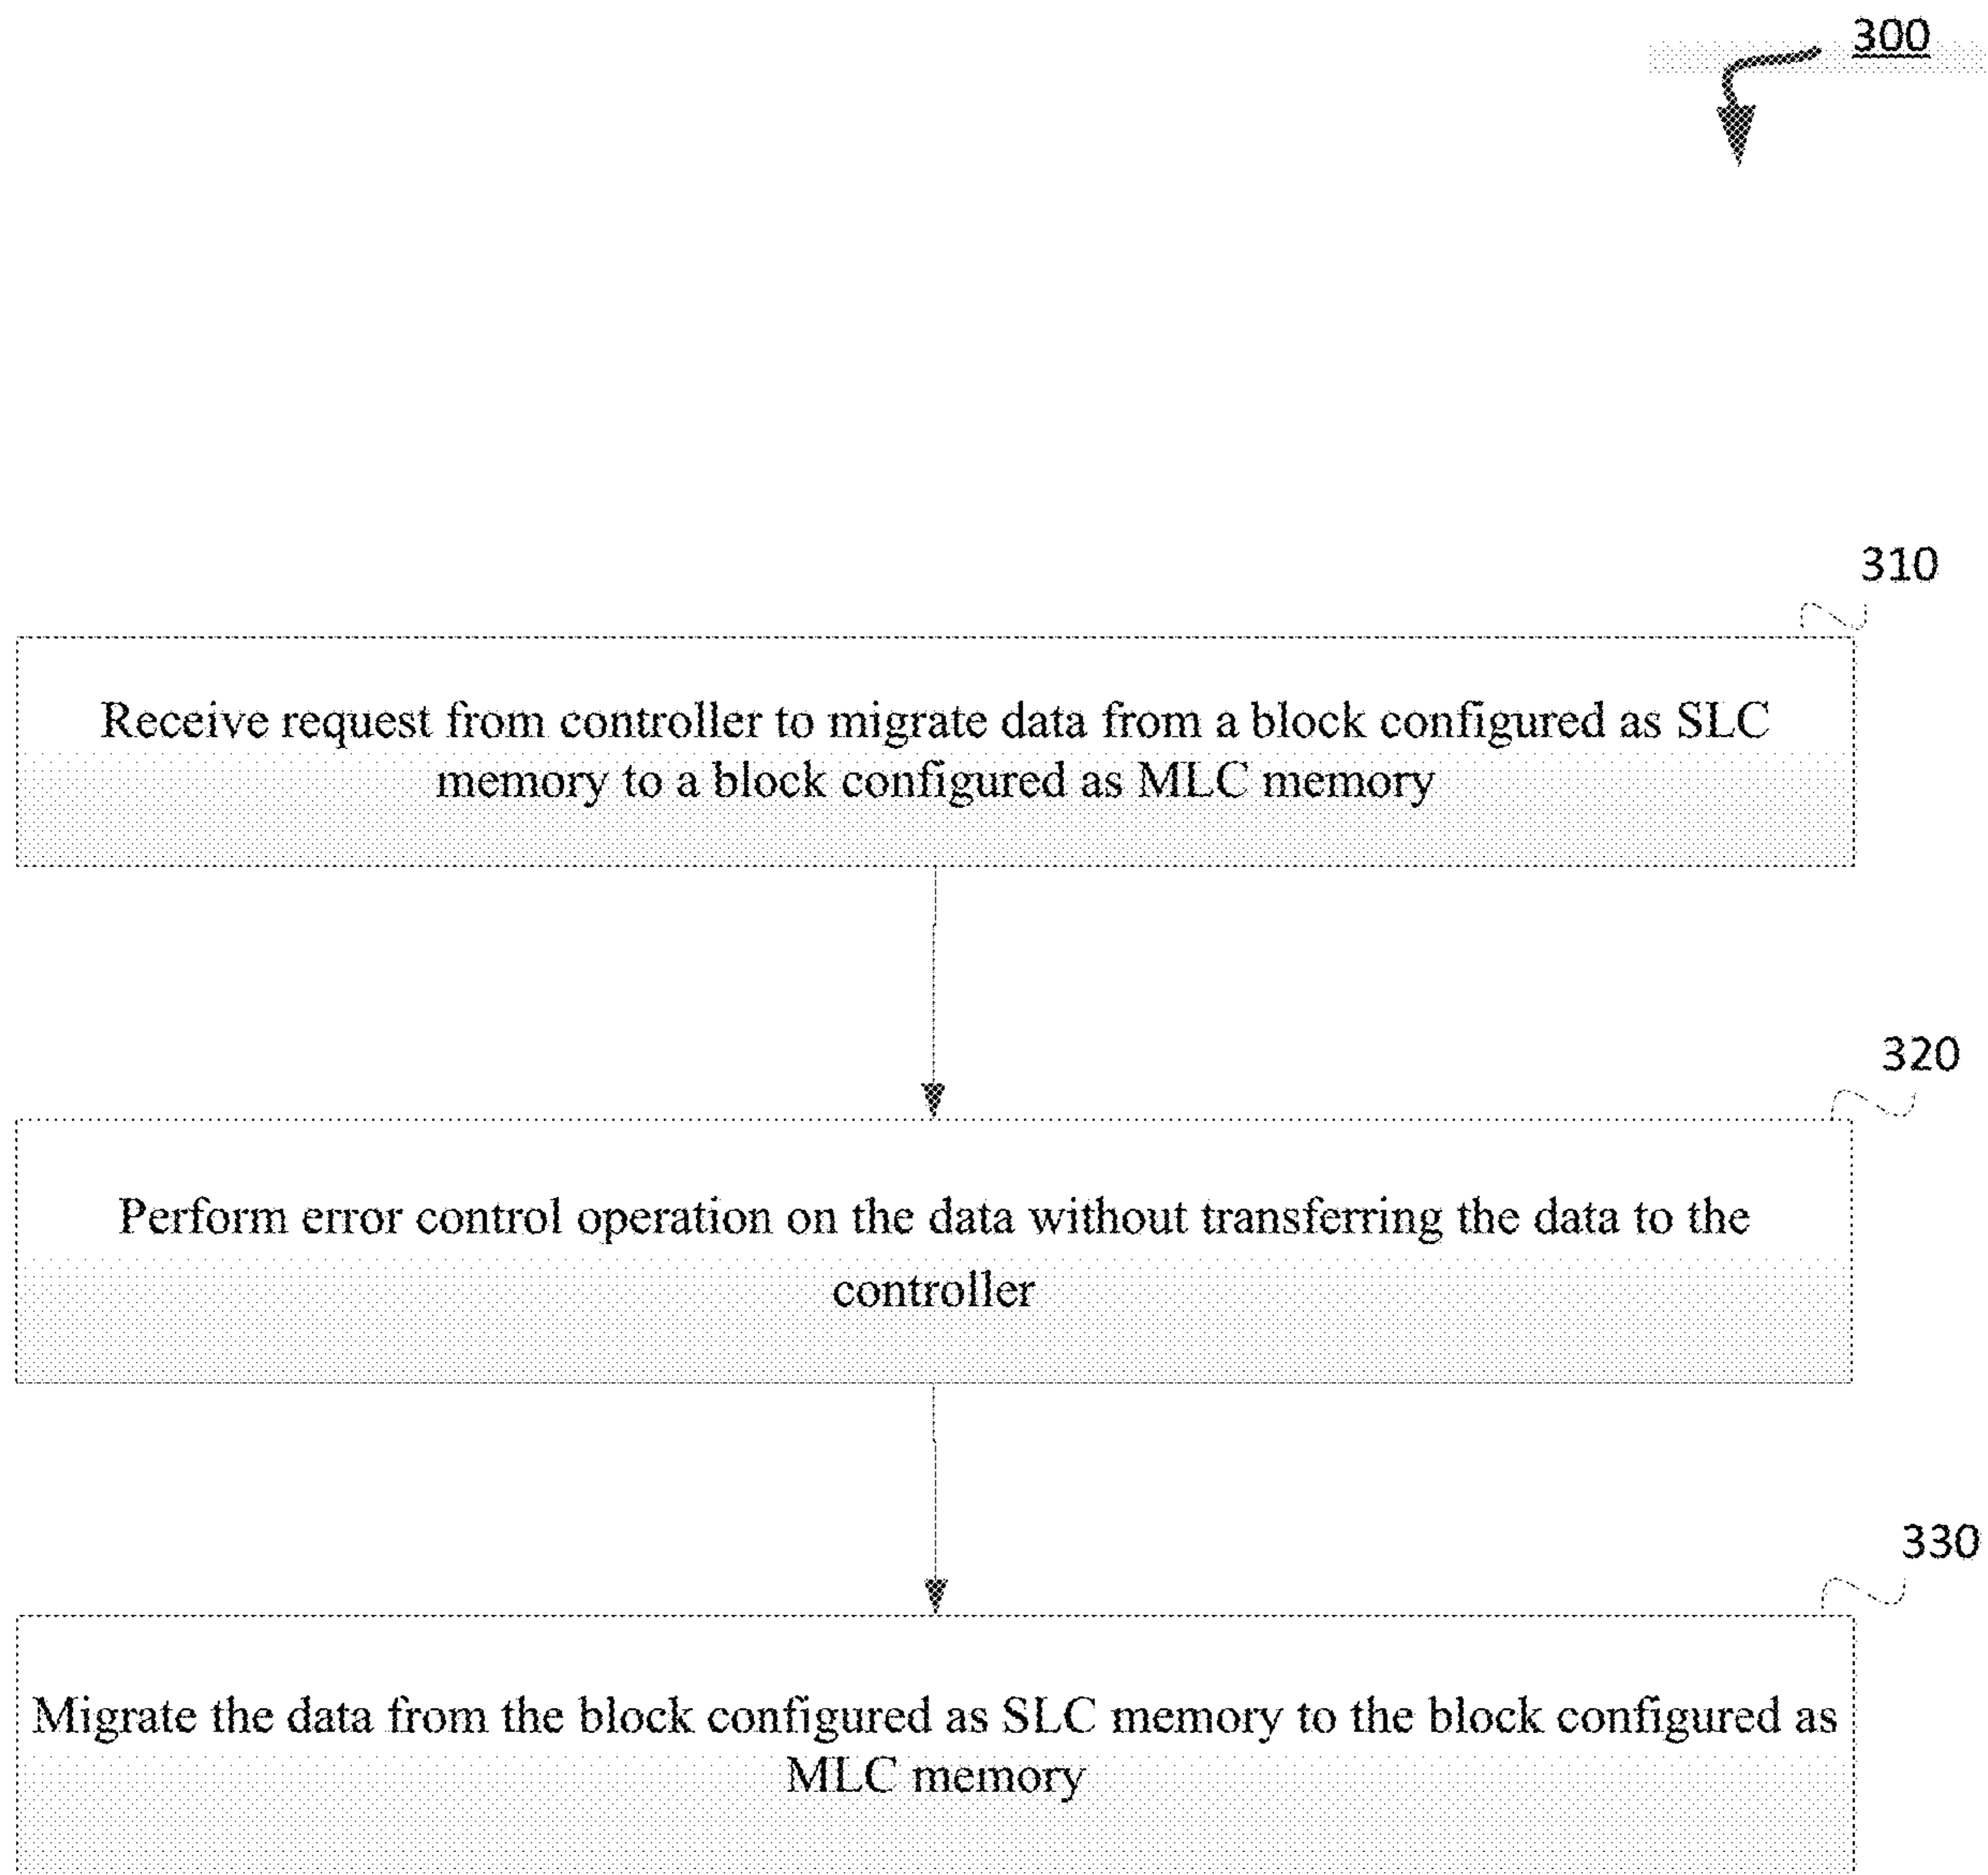 300
310
Receive request from controller to migrate data from a block configured as SLC
memory to a block configured as MLC memory
320
Perform error control operation on the data without transferring the data to the
controller
330
Migrate the data from the block configured as SLC memory to the block configured as
MLC memory